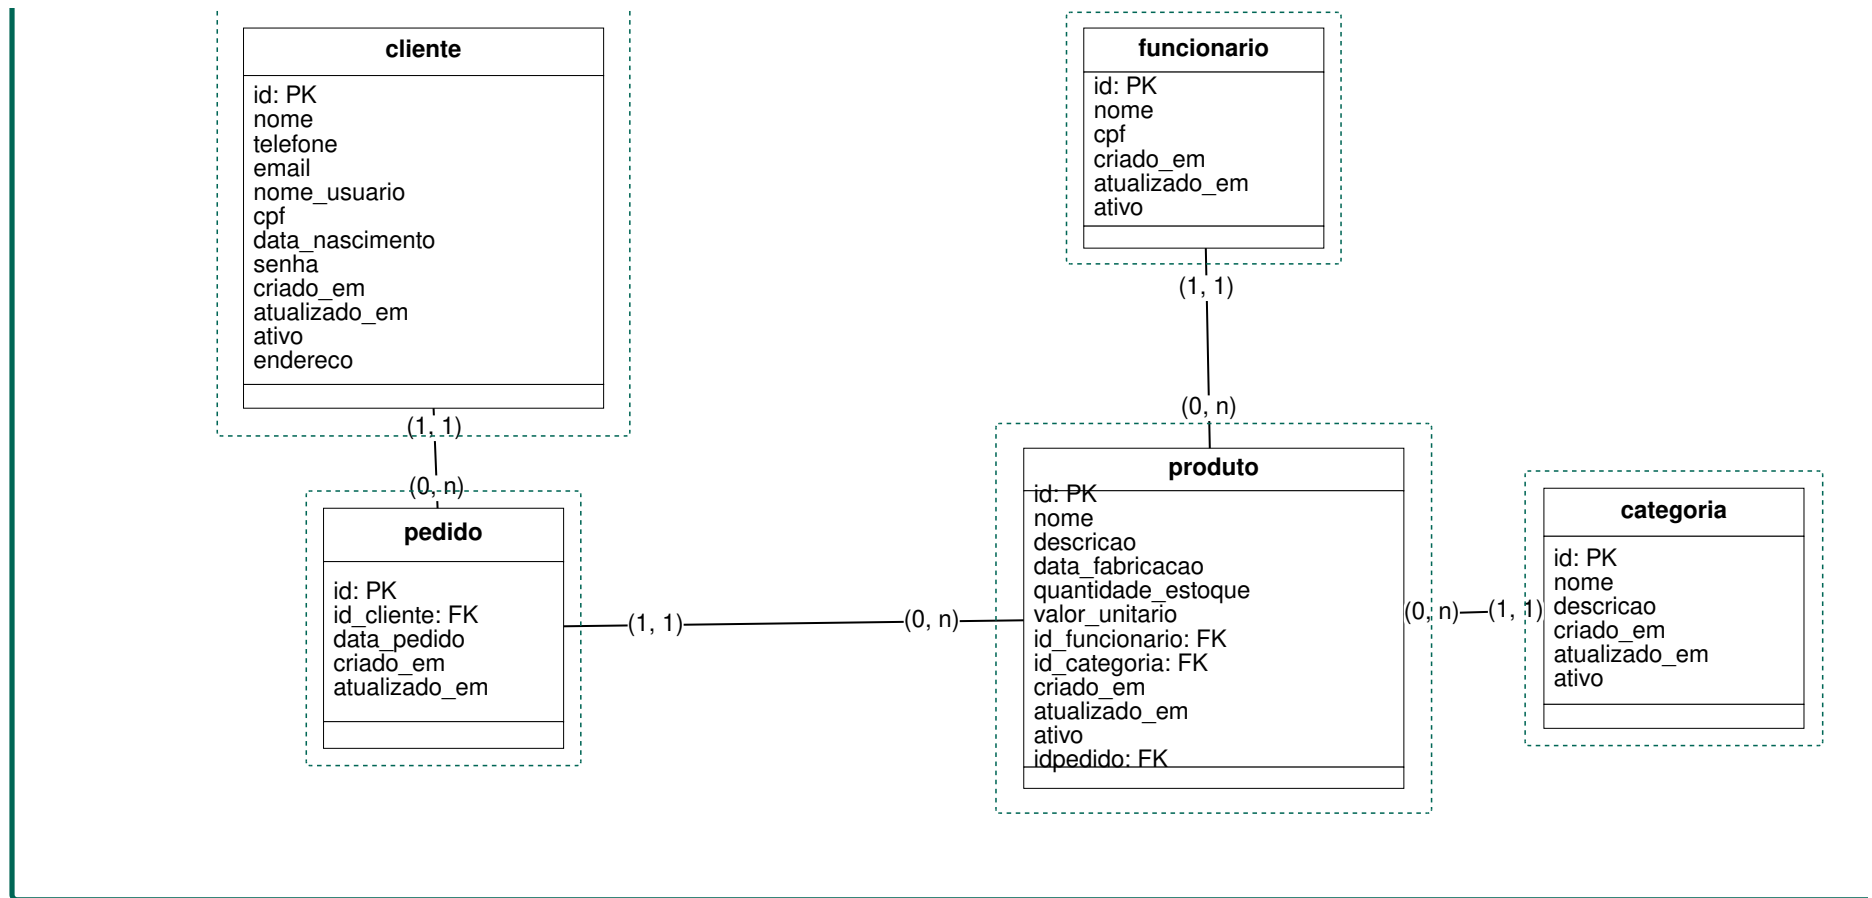 cliente
id: PK
nome
telefone
email
nome_usuario
cpf
data_nascimento
senha
criado_em
atualizado_em
ativo
endereco
(1, 1)
(0, n)
pedido
id: PK
id_cliente: FK
data_pedido
criado_em
atualizado_em
(1, 1)
(0, n)
funcionario
id: PK
nome
cpf
criado_em
atualizado_em
ativo
(1, 1)
(0, n)
produto
id: PK
nome
descricao
data_fabricacao
quantidade_estoque
valor_unitario
id_funcionario: FK
id_categoria: FK
criado_em
atualizado_em
ativo
idpedido: FK
(0, n)
(1, 1)
categoria
id: PK
nome
descricao
criado_em
atualizado_em
ativo